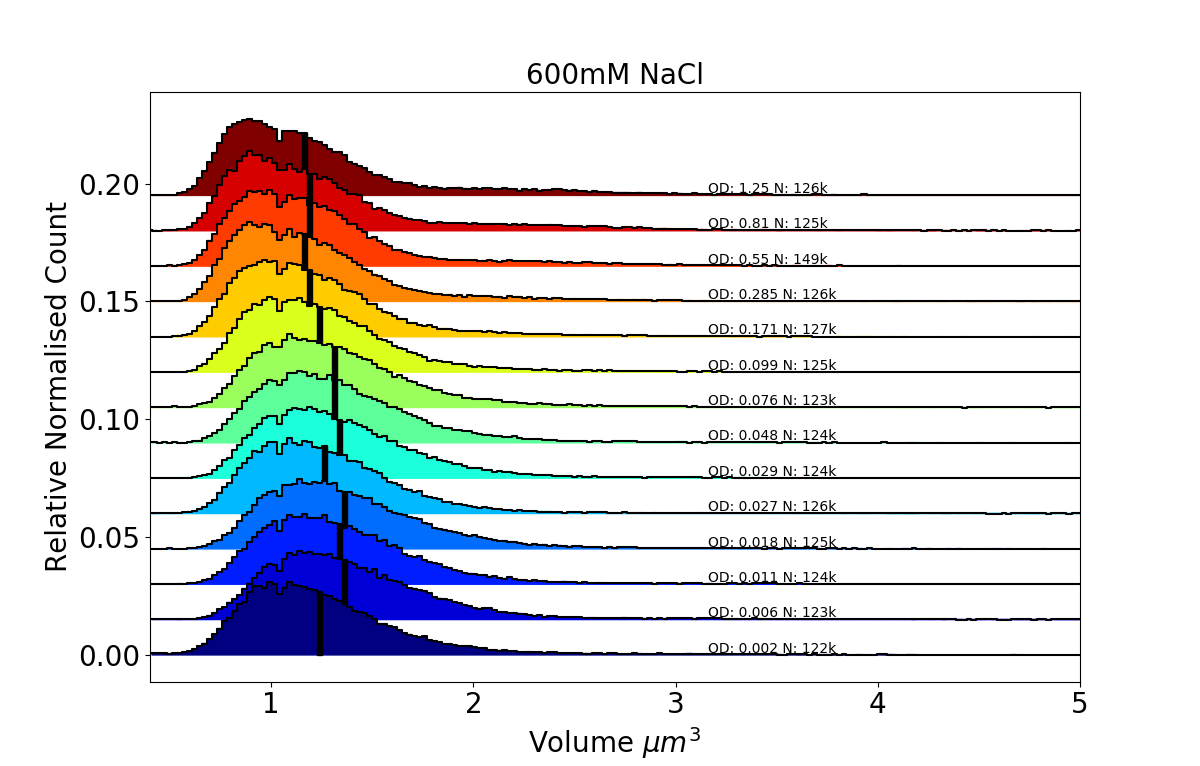 600mM NaCl
Relative Normalised Count
0.20
0.15
0.10
0.05
0.00
OD: 1.25 N: 126k
OD: 0.81 N: 125k
OD: 0.55 N: 149k
OD: 0.285 N: 126k
OD: 0.171 N: 127k
OD: 0.099 N: 125k
OD: 0.076 N: 123k
OD: 0.048 N: 124k
OD: 0.029 N: 124k
OD: 0.027 N: 126k
OD: 0.018 N: 125k
OD: 0.011 N: 124k
OD: 0.006 N: 123k
OD: 0.002 N: 122k
1 2 3 4 5
Volume μm³